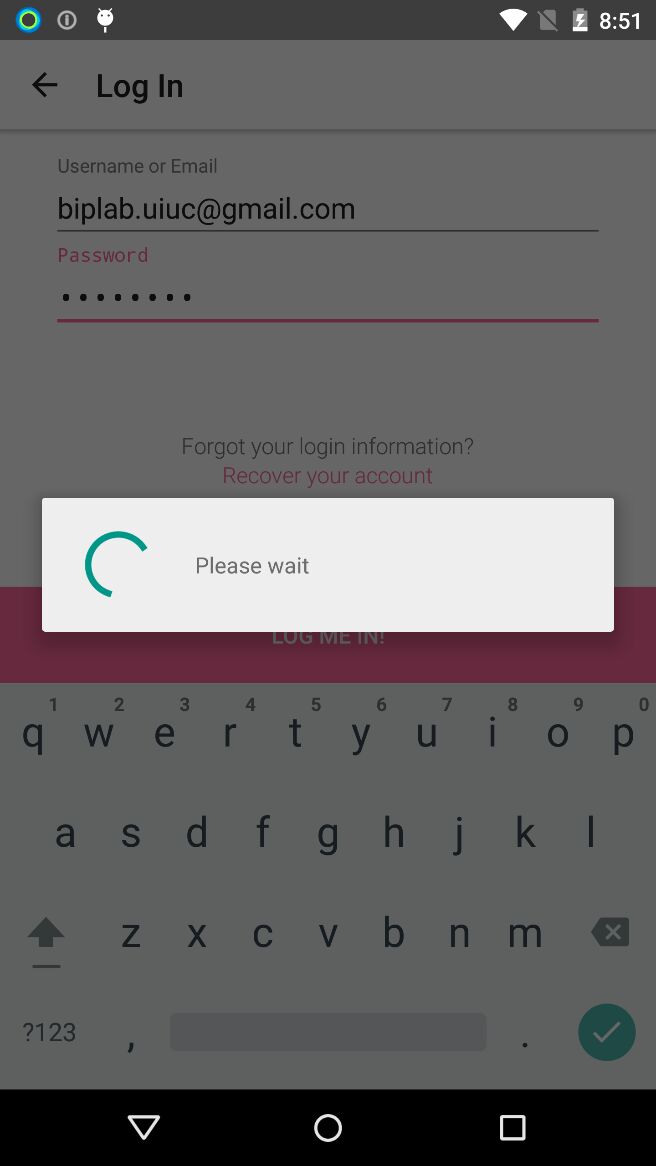 8:51
Log In
Username or Email
biplab.uiuc@gmail.com
Password
••••••••
Forgot your login information?
Recover your account
Please wait
LOG ME IN!
1 2 3 4 5 6 7 8 9 0
q w e r t y u i o p
a s d f g h j k l
z x c v b n m
?123 , .